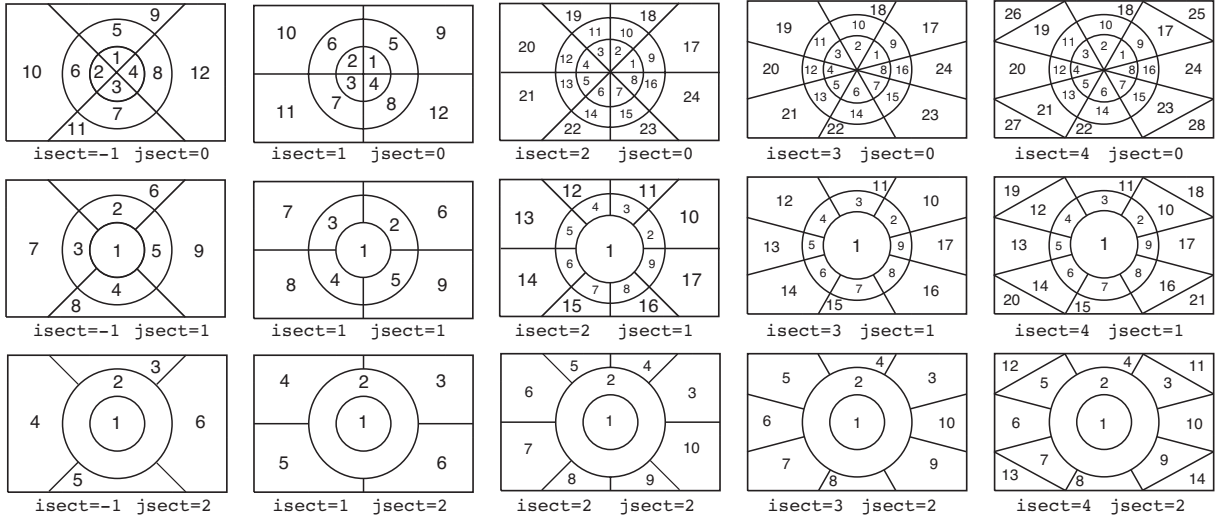 9 5 10 6 2 1 4 8 12 3 7 11
isect=-1 jsect=0
10 6 5 9 2 1 3 4 11 7 8 12
isect=1 jsect=0
19 18 11 10 20 12 3 2 9 17 4 1 21 13 5 8 16 24 6 7 14 15 22 23
isect=2 jsect=0
18 19 10 17 11 2 9 3 1 20 12 4 8 16 24 5 7 13 6 15 21 14 23 22
isect=3 jsect=0
26 18 25 19 10 17 11 2 9 3 1 20 12 4 8 16 24 5 7 13 6 15 21 14 23 27 22 28
isect=4 jsect=0
6 2 7 3 1 5 9 4 8
isect=-1 jsect=1
7 3 2 6 1 8 4 5 9
isect=1 jsect=1
12 11 4 3 13 5 2 10 1 14 6 9 17 7 8 15 16
isect=2 jsect=1
11 12 3 10 4 2 13 5 1 9 17 6 8 14 7 16 15
isect=3 jsect=1
19 11 18 12 3 10 4 2 13 5 1 9 17 6 8 14 7 16 20 15 21
isect=4 jsect=1
3 2 4 1 6 5
isect=-1 jsect=2
4 2 3 1 5 6
isect=1 jsect=2
5 4 2 6 3 1 7 10 8 9
isect=2 jsect=2
4 5 2 3 6 1 10 7 9 8
isect=3 jsect=2
12 4 11 5 2 3 6 1 10 7 9 13 8 14
isect=4 jsect=2